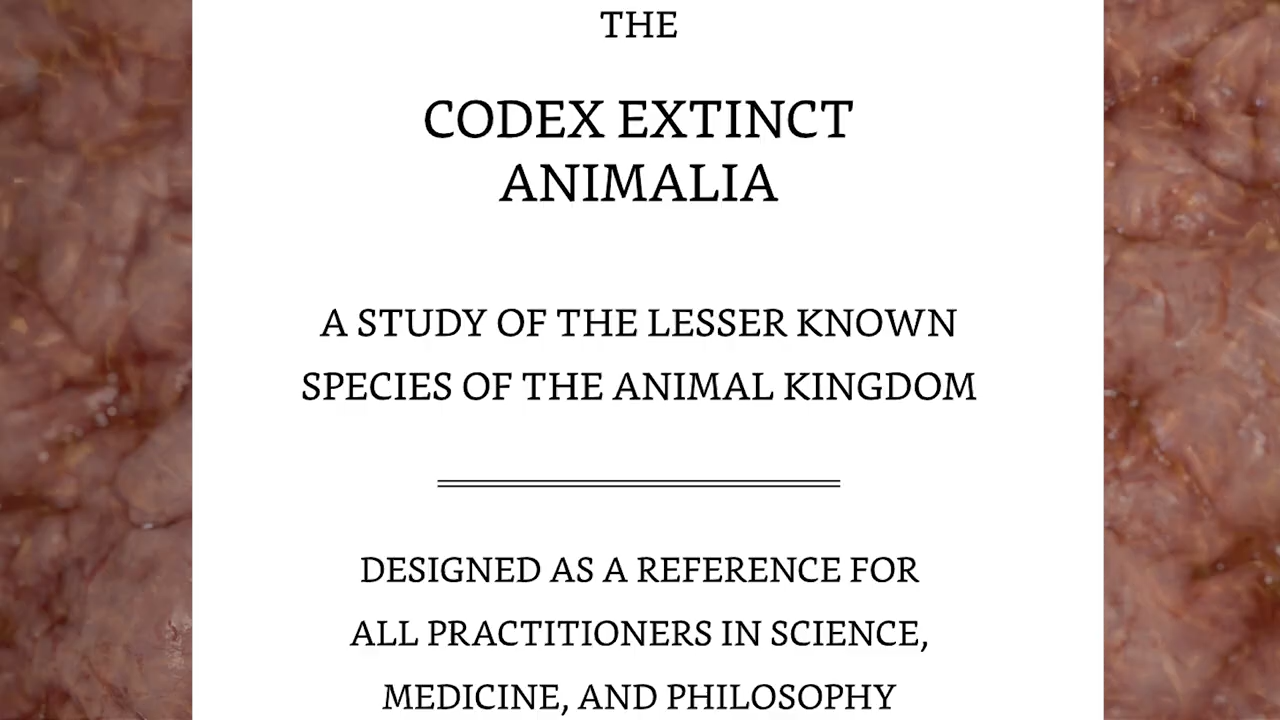 THE
CODEX EXTINCT
ANIMALIA
A STUDY OF THE LESSER KNOWN
SPECIES OF THE ANIMAL KINGDOM
DESIGNED AS A REFERENCE FOR
ALL PRACTITIONERS IN SCIENCE,
MEDICINE, AND PHILOSOPHY